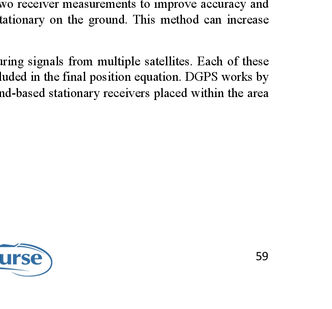 wo receiver measurements to improve accuracy and
tationary on the ground. This method can increase
uring signals from multiple satellites. Each of these
luded in the final position equation. DGPS works by
nd-based stationary receivers placed within the area
urse
59